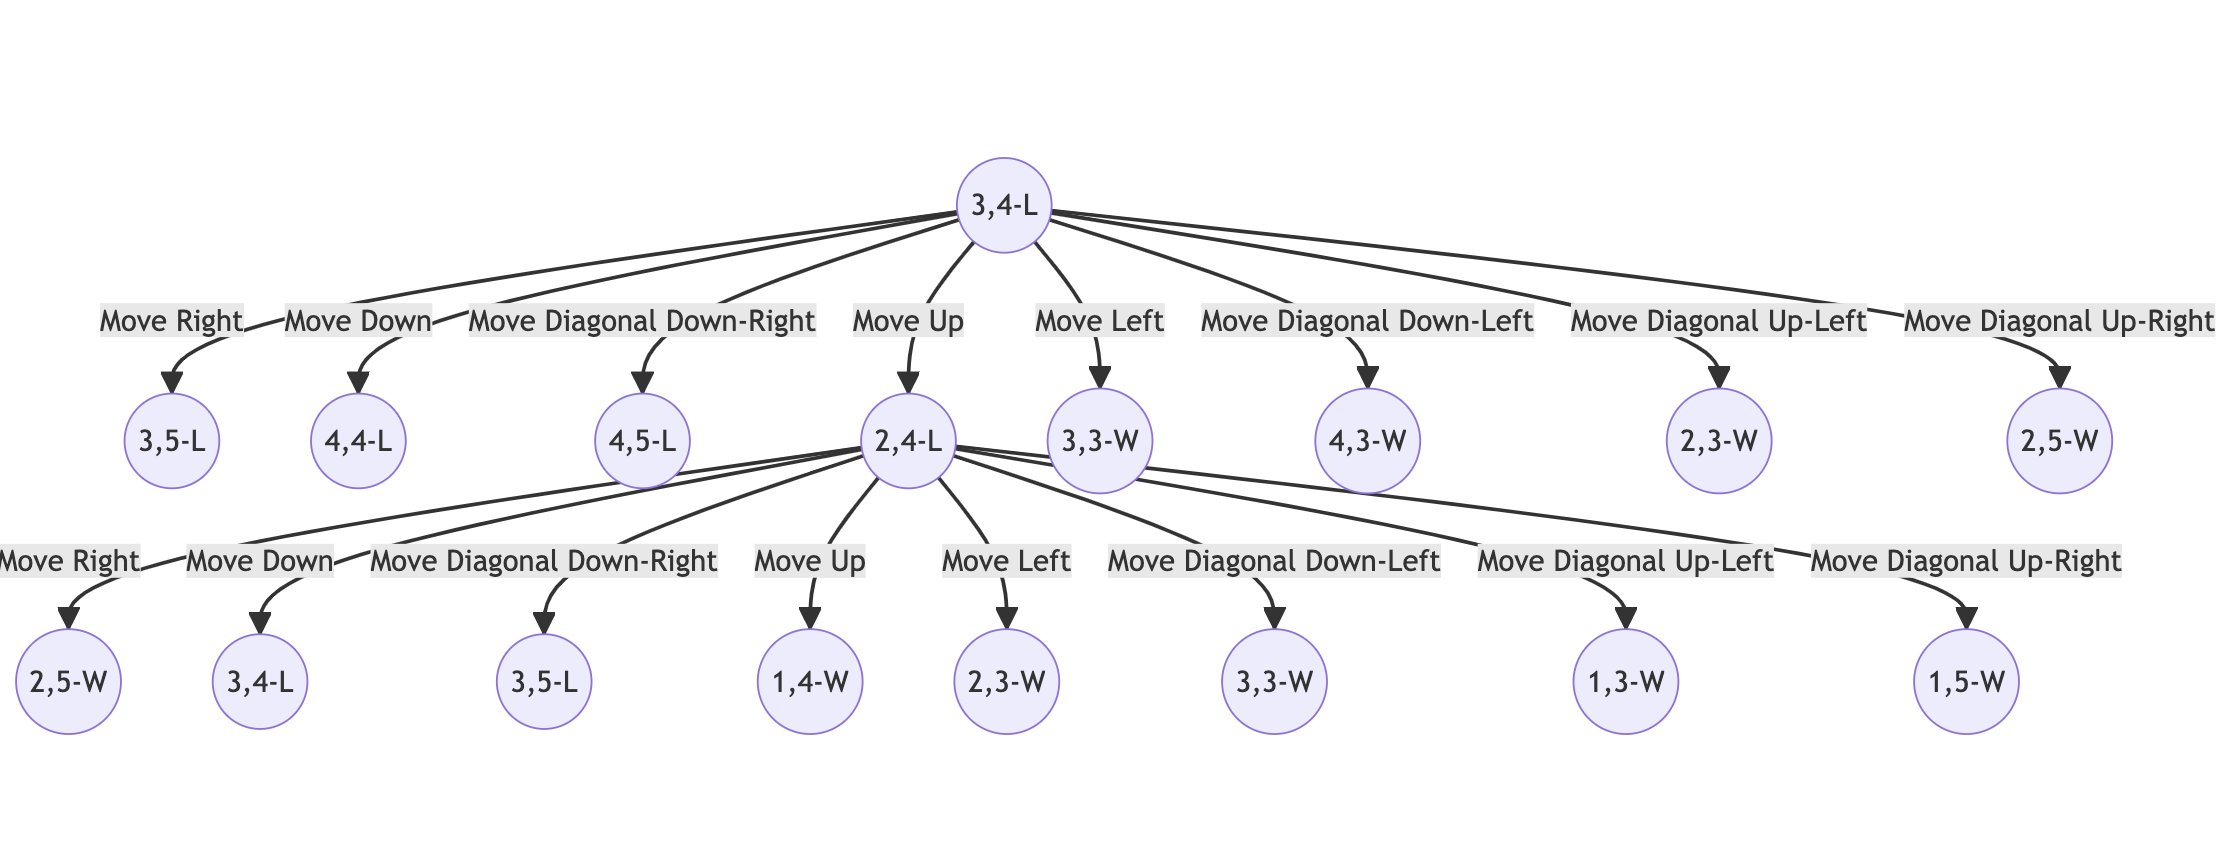 3,4-L
Move Right
Move Down
Move Diagonal Down-Right
Move Up
Move Left
Move Diagonal Down-Left
Move Diagonal Up-Left
Move Diagonal Up-Right
3,5-L
4,4-L
4,5-L
2,4-L
3,3-W
4,3-W
2,3-W
2,5-W
Move Right
Move Down
Move Diagonal Down-Right
Move Up
Move Left
Move Diagonal Down-Left
Move Diagonal Up-Left
Move Diagonal Up-Right
2,5-W
3,4-L
3,5-L
1,4-W
2,3-W
3,3-W
1,3-W
1,5-W